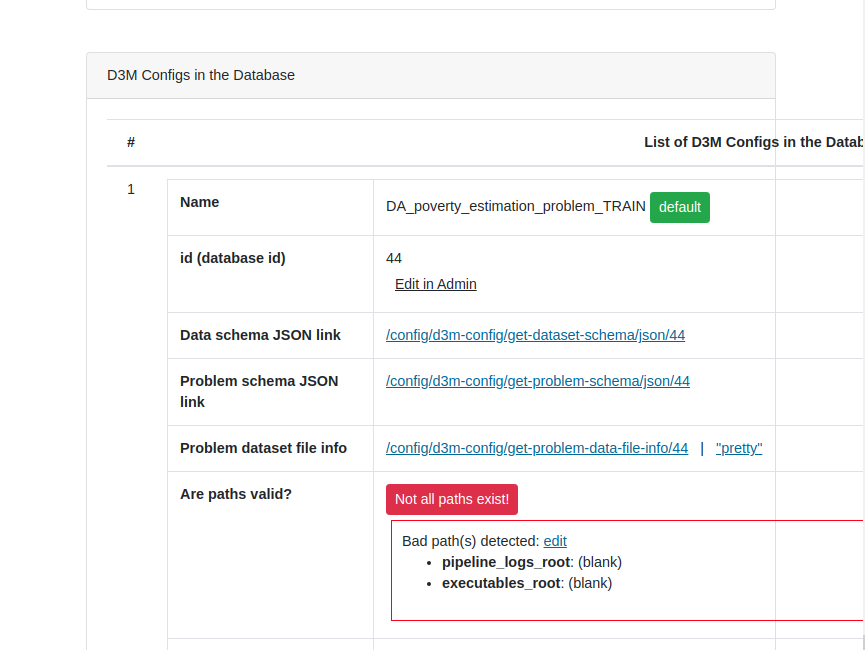 D3M Configs in the Database
# List of D3M Configs in the Datab
1
Name DA_poverty_estimation_problem_TRAIN default
id (database id) 44
Edit in Admin
Data schema JSON link /config/d3m-config/get-dataset-schema/json/44
Problem schema JSON /config/d3m-config/get-problem-schema/json/44
link
Problem dataset file info /config/d3m-config/get-problem-data-file-info/44 | "pretty"
Are paths valid? Not all paths exist!
Bad path(s) detected: edit
• pipeline_logs_root: (blank)
• executables_root: (blank)